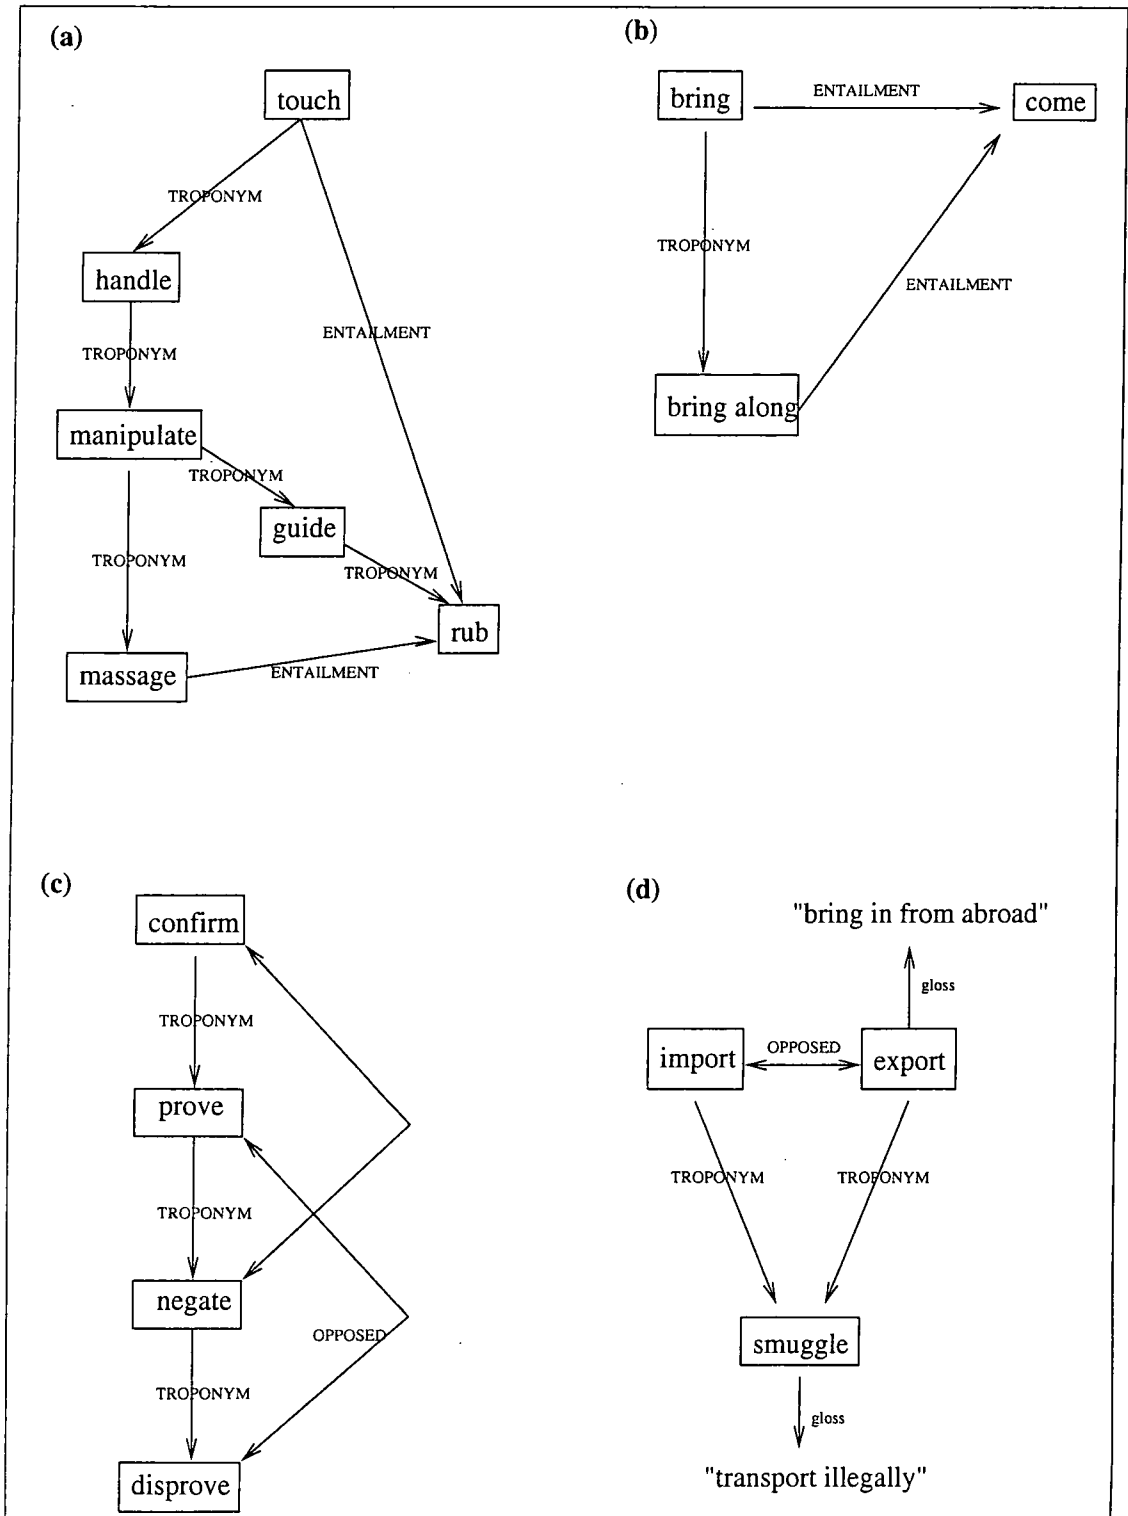 (a)
touch
TROPONYM
handle
ENTAILMENT
TROPONYM
manipulate
TROPONYM
guide
TROPONYM
TROPONYM
rub
massage
ENTAILMENT
(b)
bring
ENTAILMENT
come
TROPONYM
ENTAILMENT
bring along
(c)
confirm
TROPONYM
prove
TROPONYM
negate
OPPOSED
TROPONYM
disprove
(d)
"bring in from abroad"
gloss
import
OPPOSED
export
TROPONYM
TROPONYM
smuggle
gloss
"transport illegally"